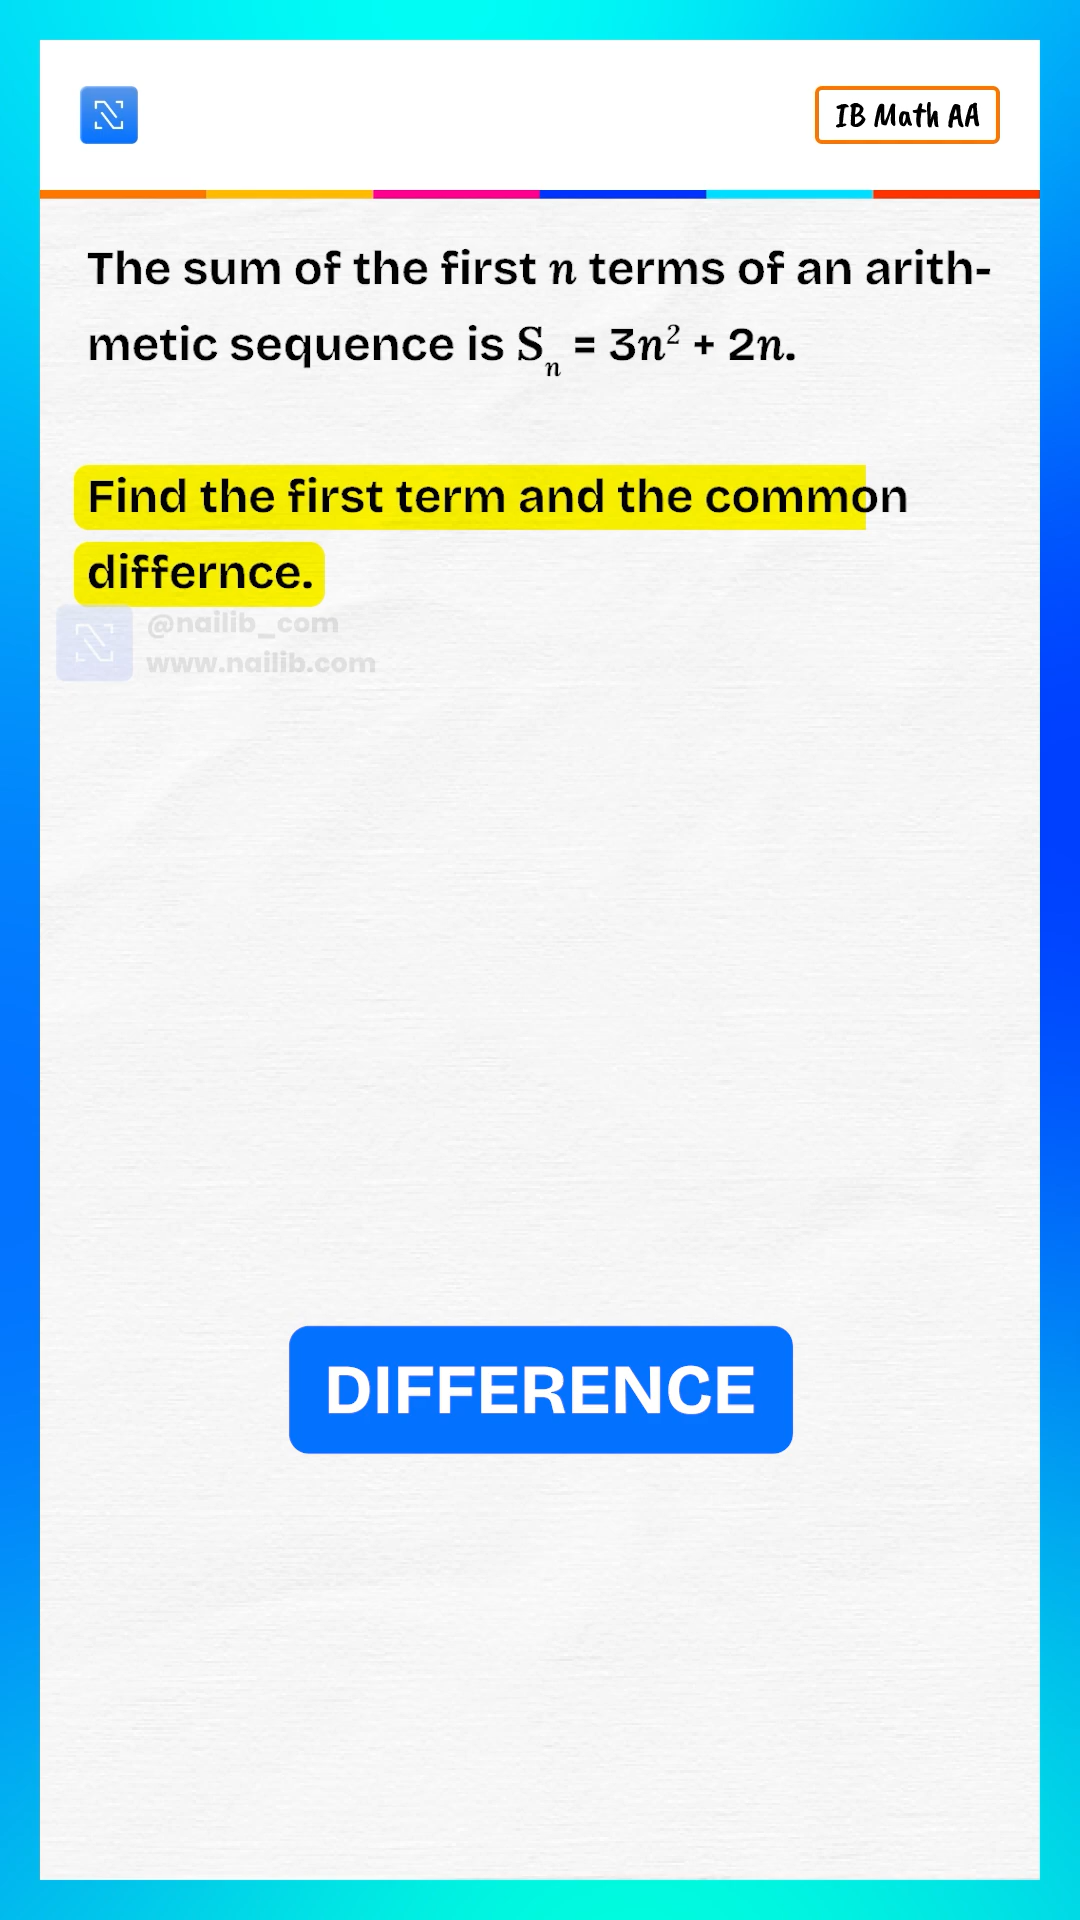 IB Math AA
The sum of the first n terms of an arith-
metic sequence is Sₙ = 3n² + 2n.
Find the first term and the common
differnce.
@nailib_com
www.nailib.com
DIFFERENCE